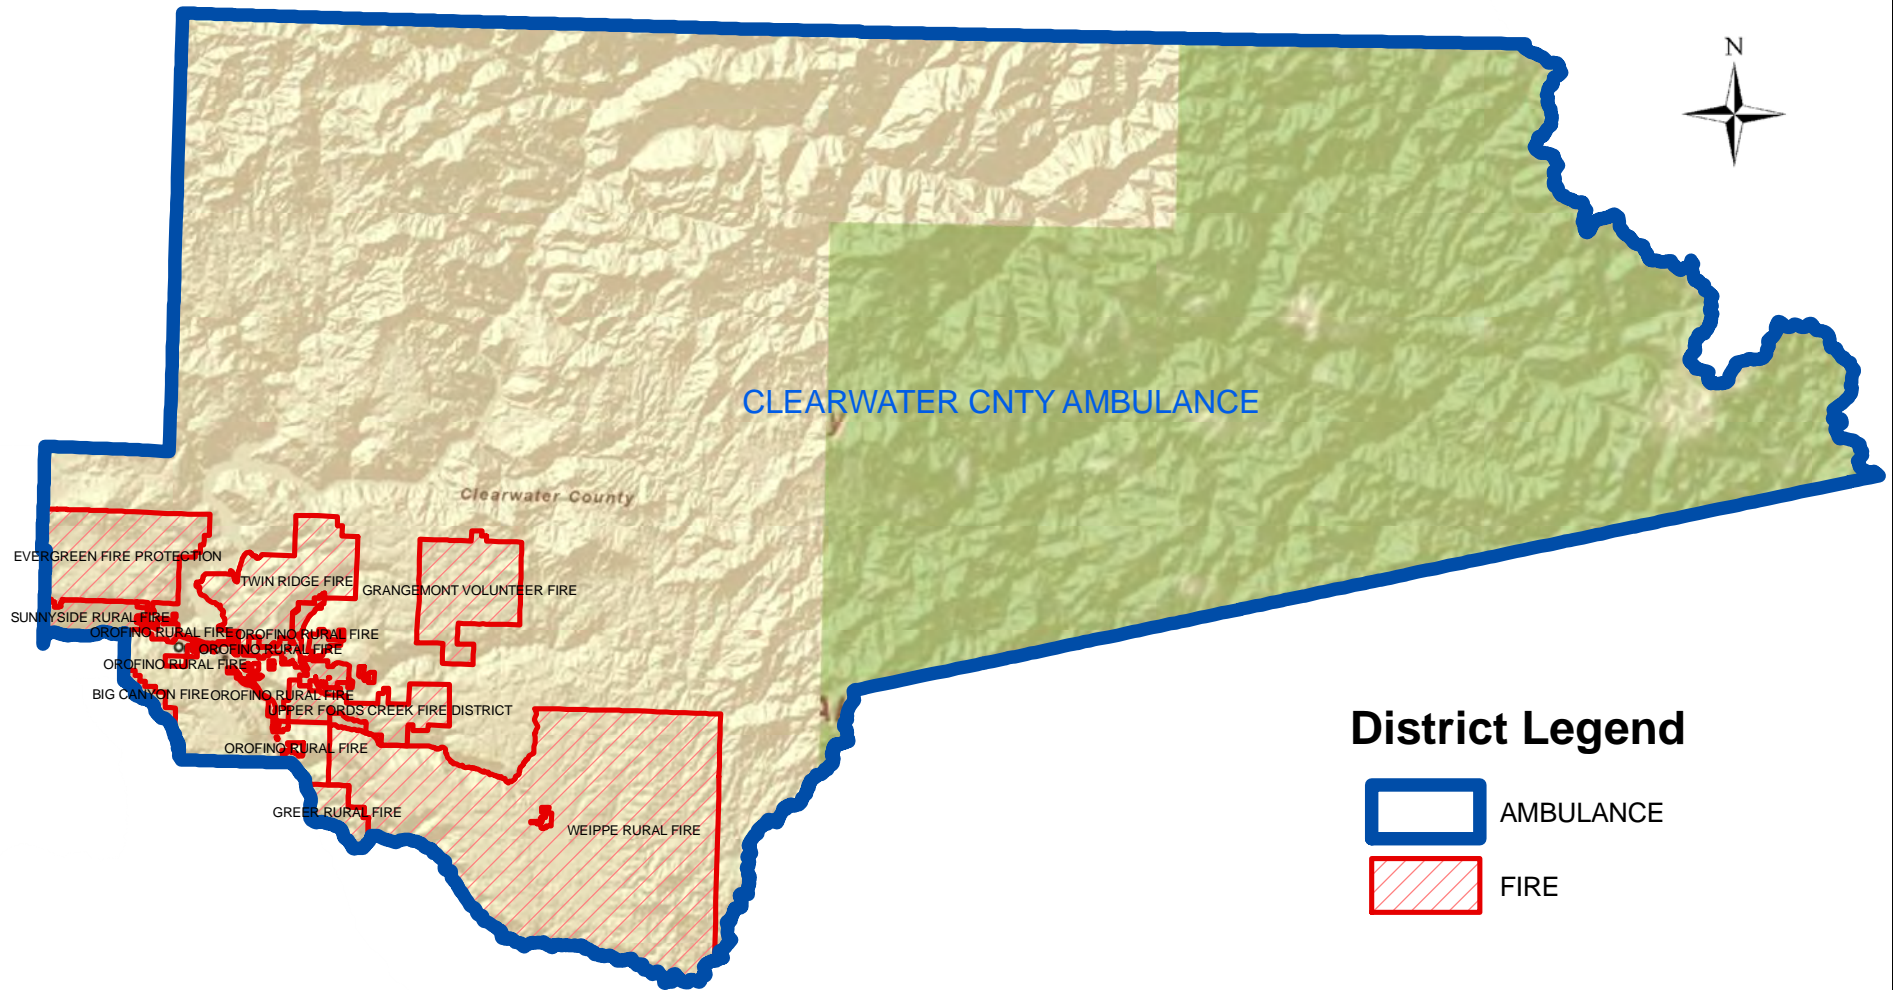 N
CLEARWATER CNTY AMBULANCE
Clearwater County
EVERGREEN FIRE PROTECTION
TWIN RIDGE FIRE
GRANGEMONT VOLUNTEER FIRE
SUNNYSIDE RURAL FIRE
OROFINO RURAL FIRE
OROFINO RURAL FIRE
OROFINO RURAL FIRE
OROFINO RURAL FIRE
BIG CANYON FIRE
OROFINO RURAL FIRE
UPPER FORDS CREEK FIRE DISTRICT
OROFINO RURAL FIRE
GREER RURAL FIRE
WEIPPE RURAL FIRE
District Legend
AMBULANCE
FIRE